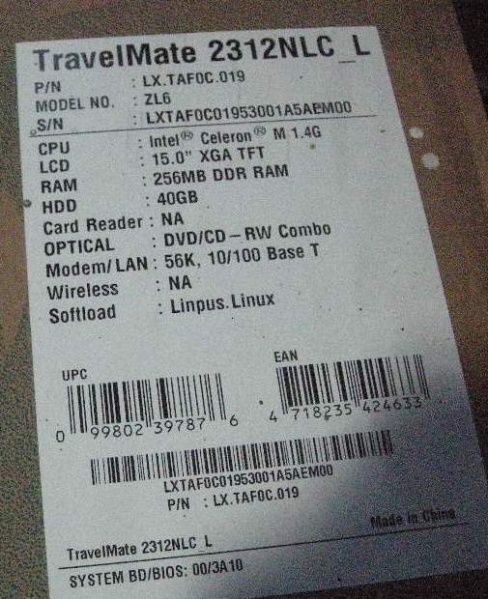 TravelMate 2312NLC_L
P/N : LX.TAF0C.019
MODEL NO. : ZL6
S/N : LXTAF0C01953001A5AEM00
CPU : Intel® Celeron® M 1.4G
LCD : 15.0" XGA TFT
RAM : 256MB DDR RAM
HDD : 40GB
Card Reader : NA
OPTICAL : DVD/CD-RW Combo
Modem/LAN : 56K, 10/100 Base T
Wireless : NA
Softload : Linpus.Linux
UPC EAN
0 99802 39787 6 4 718235 424633
LXTAF0C01953001A5AEM00
P/N : LX.TAF0C.019
Made in China
TravelMate 2312NLC_L
SYSTEM BD/BIOS: 00/3A10